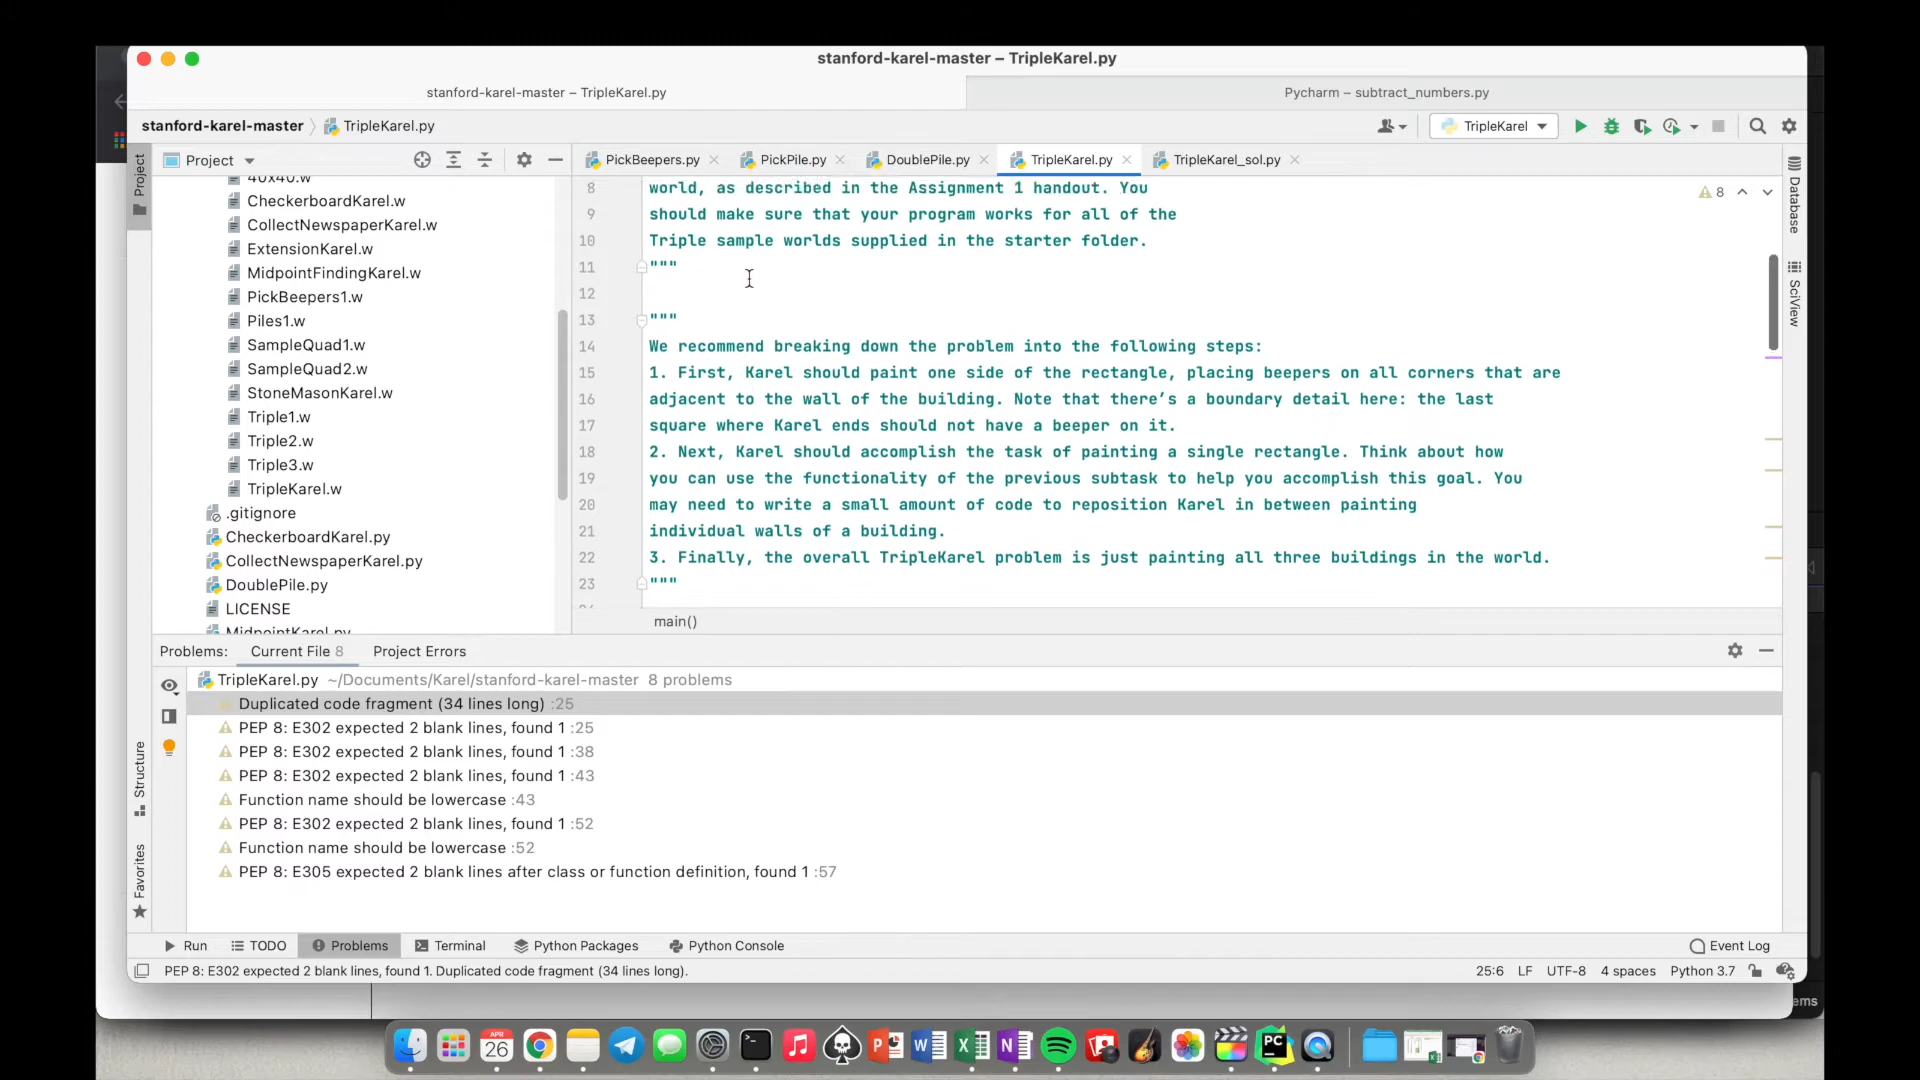 stanford-karel-master – TripleKarel.py
stanford-karel-master – TripleKarel.py
Pycharm – subtract_numbers.py
stanford-karel-master
TripleKarel.py
TripleKarel
Project
PickBeepers.py
PickPile.py
DoublePile.py
TripleKarel.py
TripleKarel_sol.py
Project
40x40.w
CheckerboardKarel.w
CollectNewspaperKarel.w
ExtensionKarel.w
MidpointFindingKarel.w
PickBeepers1.w
Piles1.w
SampleQuad1.w
SampleQuad2.w
StoneMasonKarel.w
Triple1.w
Triple2.w
Triple3.w
TripleKarel.w
.gitignore
CheckerboardKarel.py
CollectNewspaperKarel.py
DoublePile.py
LICENSE
MidpointKarel.py
8 world, as described in the Assignment 1 handout. You
9 should make sure that your program works for all of the
10 Triple sample worlds supplied in the starter folder.
11 """
12
13 """
14 We recommend breaking down the problem into the following steps:
15 1. First, Karel should paint one side of the rectangle, placing beepers on all corners that are
16 adjacent to the wall of the building. Note that there’s a boundary detail here: the last
17 square where Karel ends should not have a beeper on it.
18 2. Next, Karel should accomplish the task of painting a single rectangle. Think about how
19 you can use the functionality of the previous subtask to help you accomplish this goal. You
20 may need to write a small amount of code to reposition Karel in between painting
21 individual walls of a building.
22 3. Finally, the overall TripleKarel problem is just painting all three buildings in the world.
23 """
main()
8
Database
SciView
Problems:
Current File 8
Project Errors
TripleKarel.py ~/Documents/Karel/stanford-karel-master 8 problems
Duplicated code fragment (34 lines long) :25
PEP 8: E302 expected 2 blank lines, found 1 :25
PEP 8: E302 expected 2 blank lines, found 1 :38
PEP 8: E302 expected 2 blank lines, found 1 :43
Function name should be lowercase :43
PEP 8: E302 expected 2 blank lines, found 1 :52
Function name should be lowercase :52
PEP 8: E305 expected 2 blank lines after class or function definition, found 1 :57
Structure
Favorites
Run
TODO
Problems
Terminal
Python Packages
Python Console
Event Log
PEP 8: E302 expected 2 blank lines, found 1. Duplicated code fragment (34 lines long).
25:6
LF
UTF-8
4 spaces
Python 3.7
ems
APR
26
P
W
X
N
PC